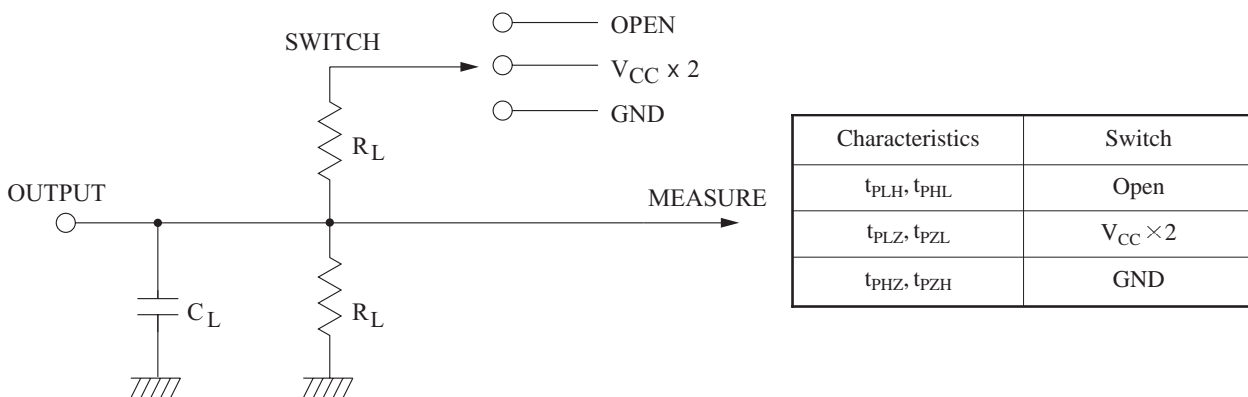 OPEN
SWITCH
V_CC x 2
GND
R_L
OUTPUT
MEASURE
C_L
R_L
Characteristics Switch
t_PLH, t_PHL Open
t_PLZ, t_PZL V_CC ×2
t_PHZ, t_PZH GND